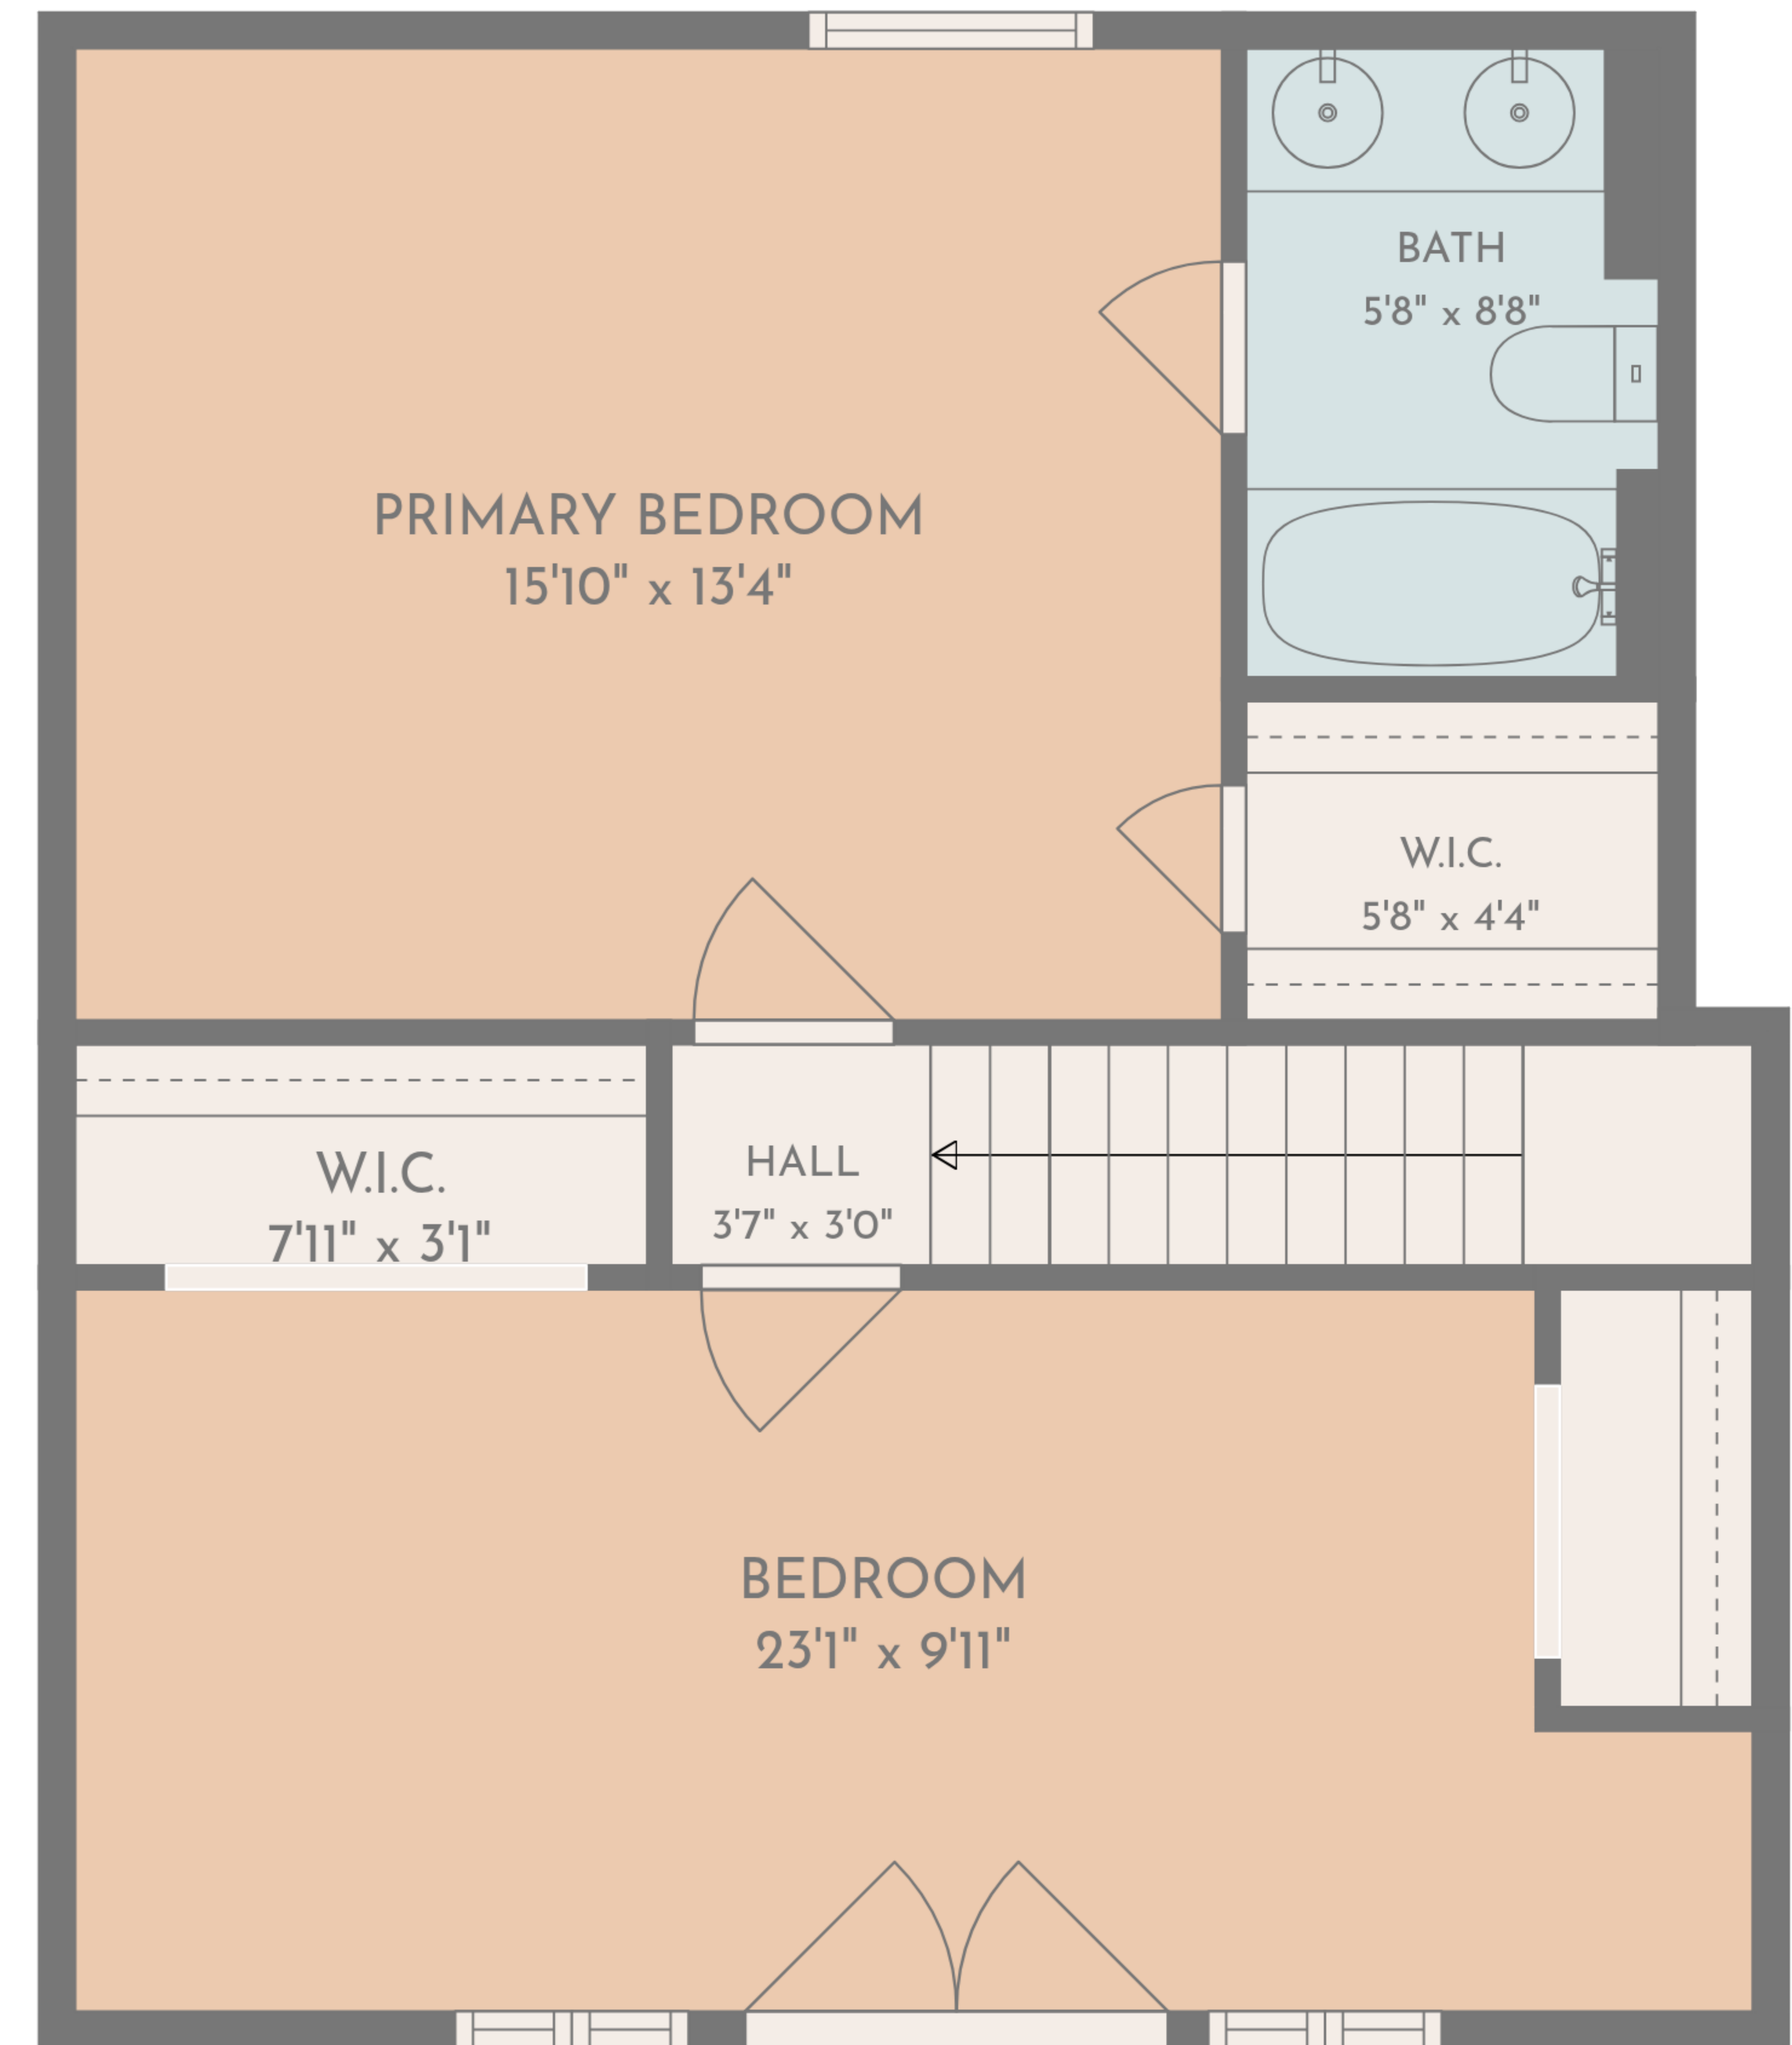 BATH
5'8" x 8'8"
PRIMARY BEDROOM
15'10" x 13'4"
W.I.C.
5'8" x 4'4"
W.I.C.
7'11" x 3'1"
HALL
3'7" x 3'0"
BEDROOM
23'1" x 9'11"